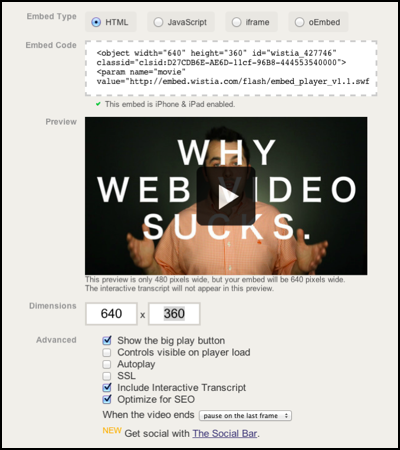 Embed Type HTML JavaScript iframe oEmbed
Embed Code
<object width="640" height="360" id="wistia_427746"
classid="clsid:D27CDB6E-AE6D-11cf-96B8-444553540000">
<param name="movie"
value="http://embed.wistia.com/flash/embed_player_v1.1.swf
This embed is iPhone & iPad enabled.
Preview
WHY
WEB VIDEO
SUCKS.
This preview is only 480 pixels wide, but your embed will be 640 pixels wide.
The interactive transcript will not appear in this preview.
Dimensions 640 x 360
Advanced
Show the big play button
Controls visible on player load
Autoplay
SSL
Include Interactive Transcript
Optimize for SEO
When the video ends pause on the last frame
NEW Get social with The Social Bar.